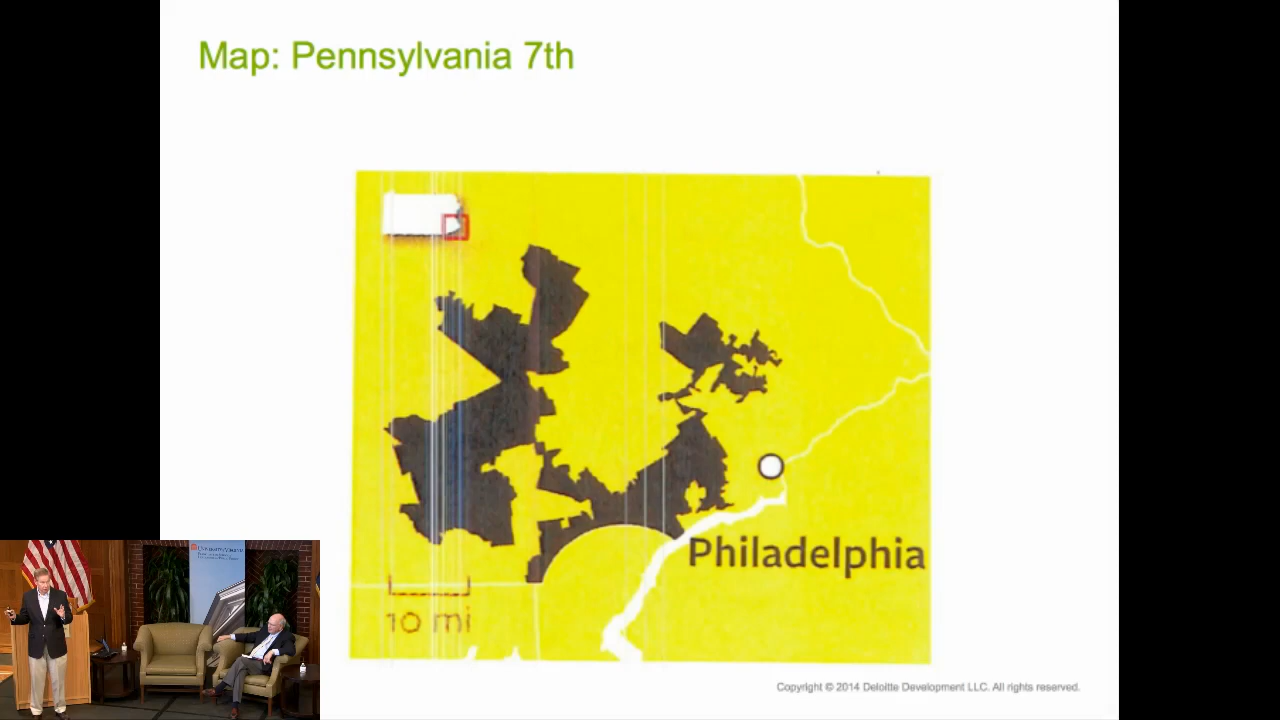 Map: Pennsylvania 7th
Philadelphia
10 mi
Copyright © 2014 Deloitte Development LLC. All rights reserved.